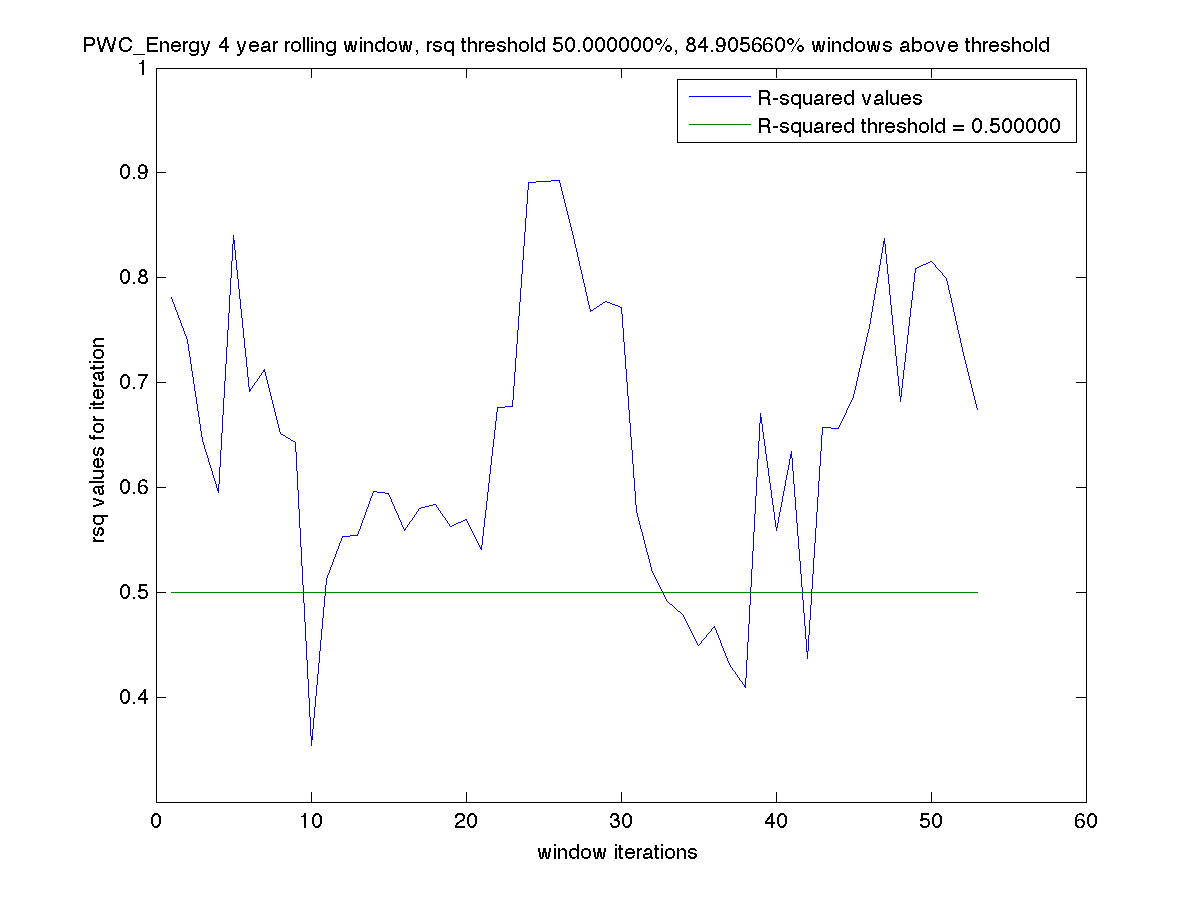 PWC_Energy 4 year rolling window, rsq threshold 50.000000%, 84.905660% windows above threshold
R-squared values
R-squared threshold = 0.500000
1
0.9
0.8
0.7
0.6
0.5
0.4
rsq values for iteration
0 10 20 30 40 50 60
window iterations